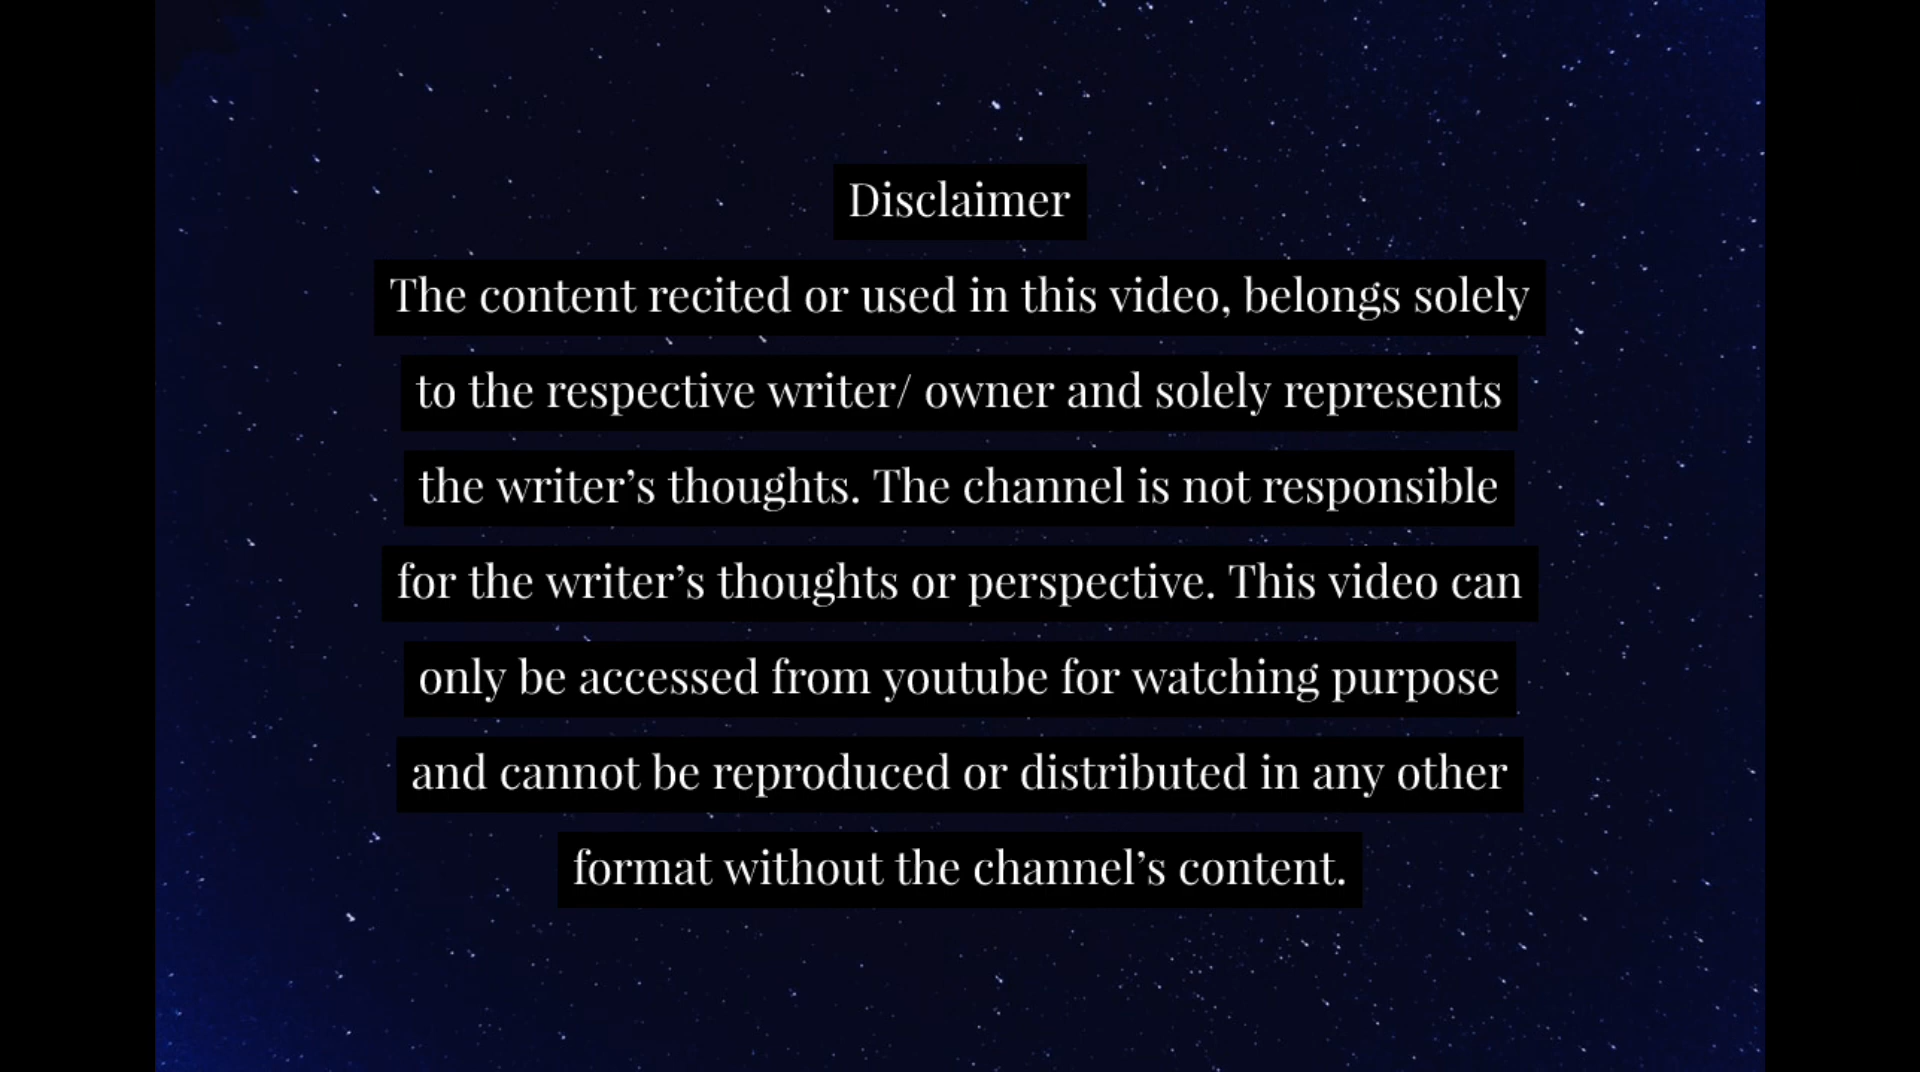 Disclaimer
The content recited or used in this video, belongs solely
to the respective writer/ owner and solely represents
the writer’s thoughts. The channel is not responsible
for the writer’s thoughts or perspective. This video can
only be accessed from youtube for watching purpose
and cannot be reproduced or distributed in any other
format without the channel’s content.